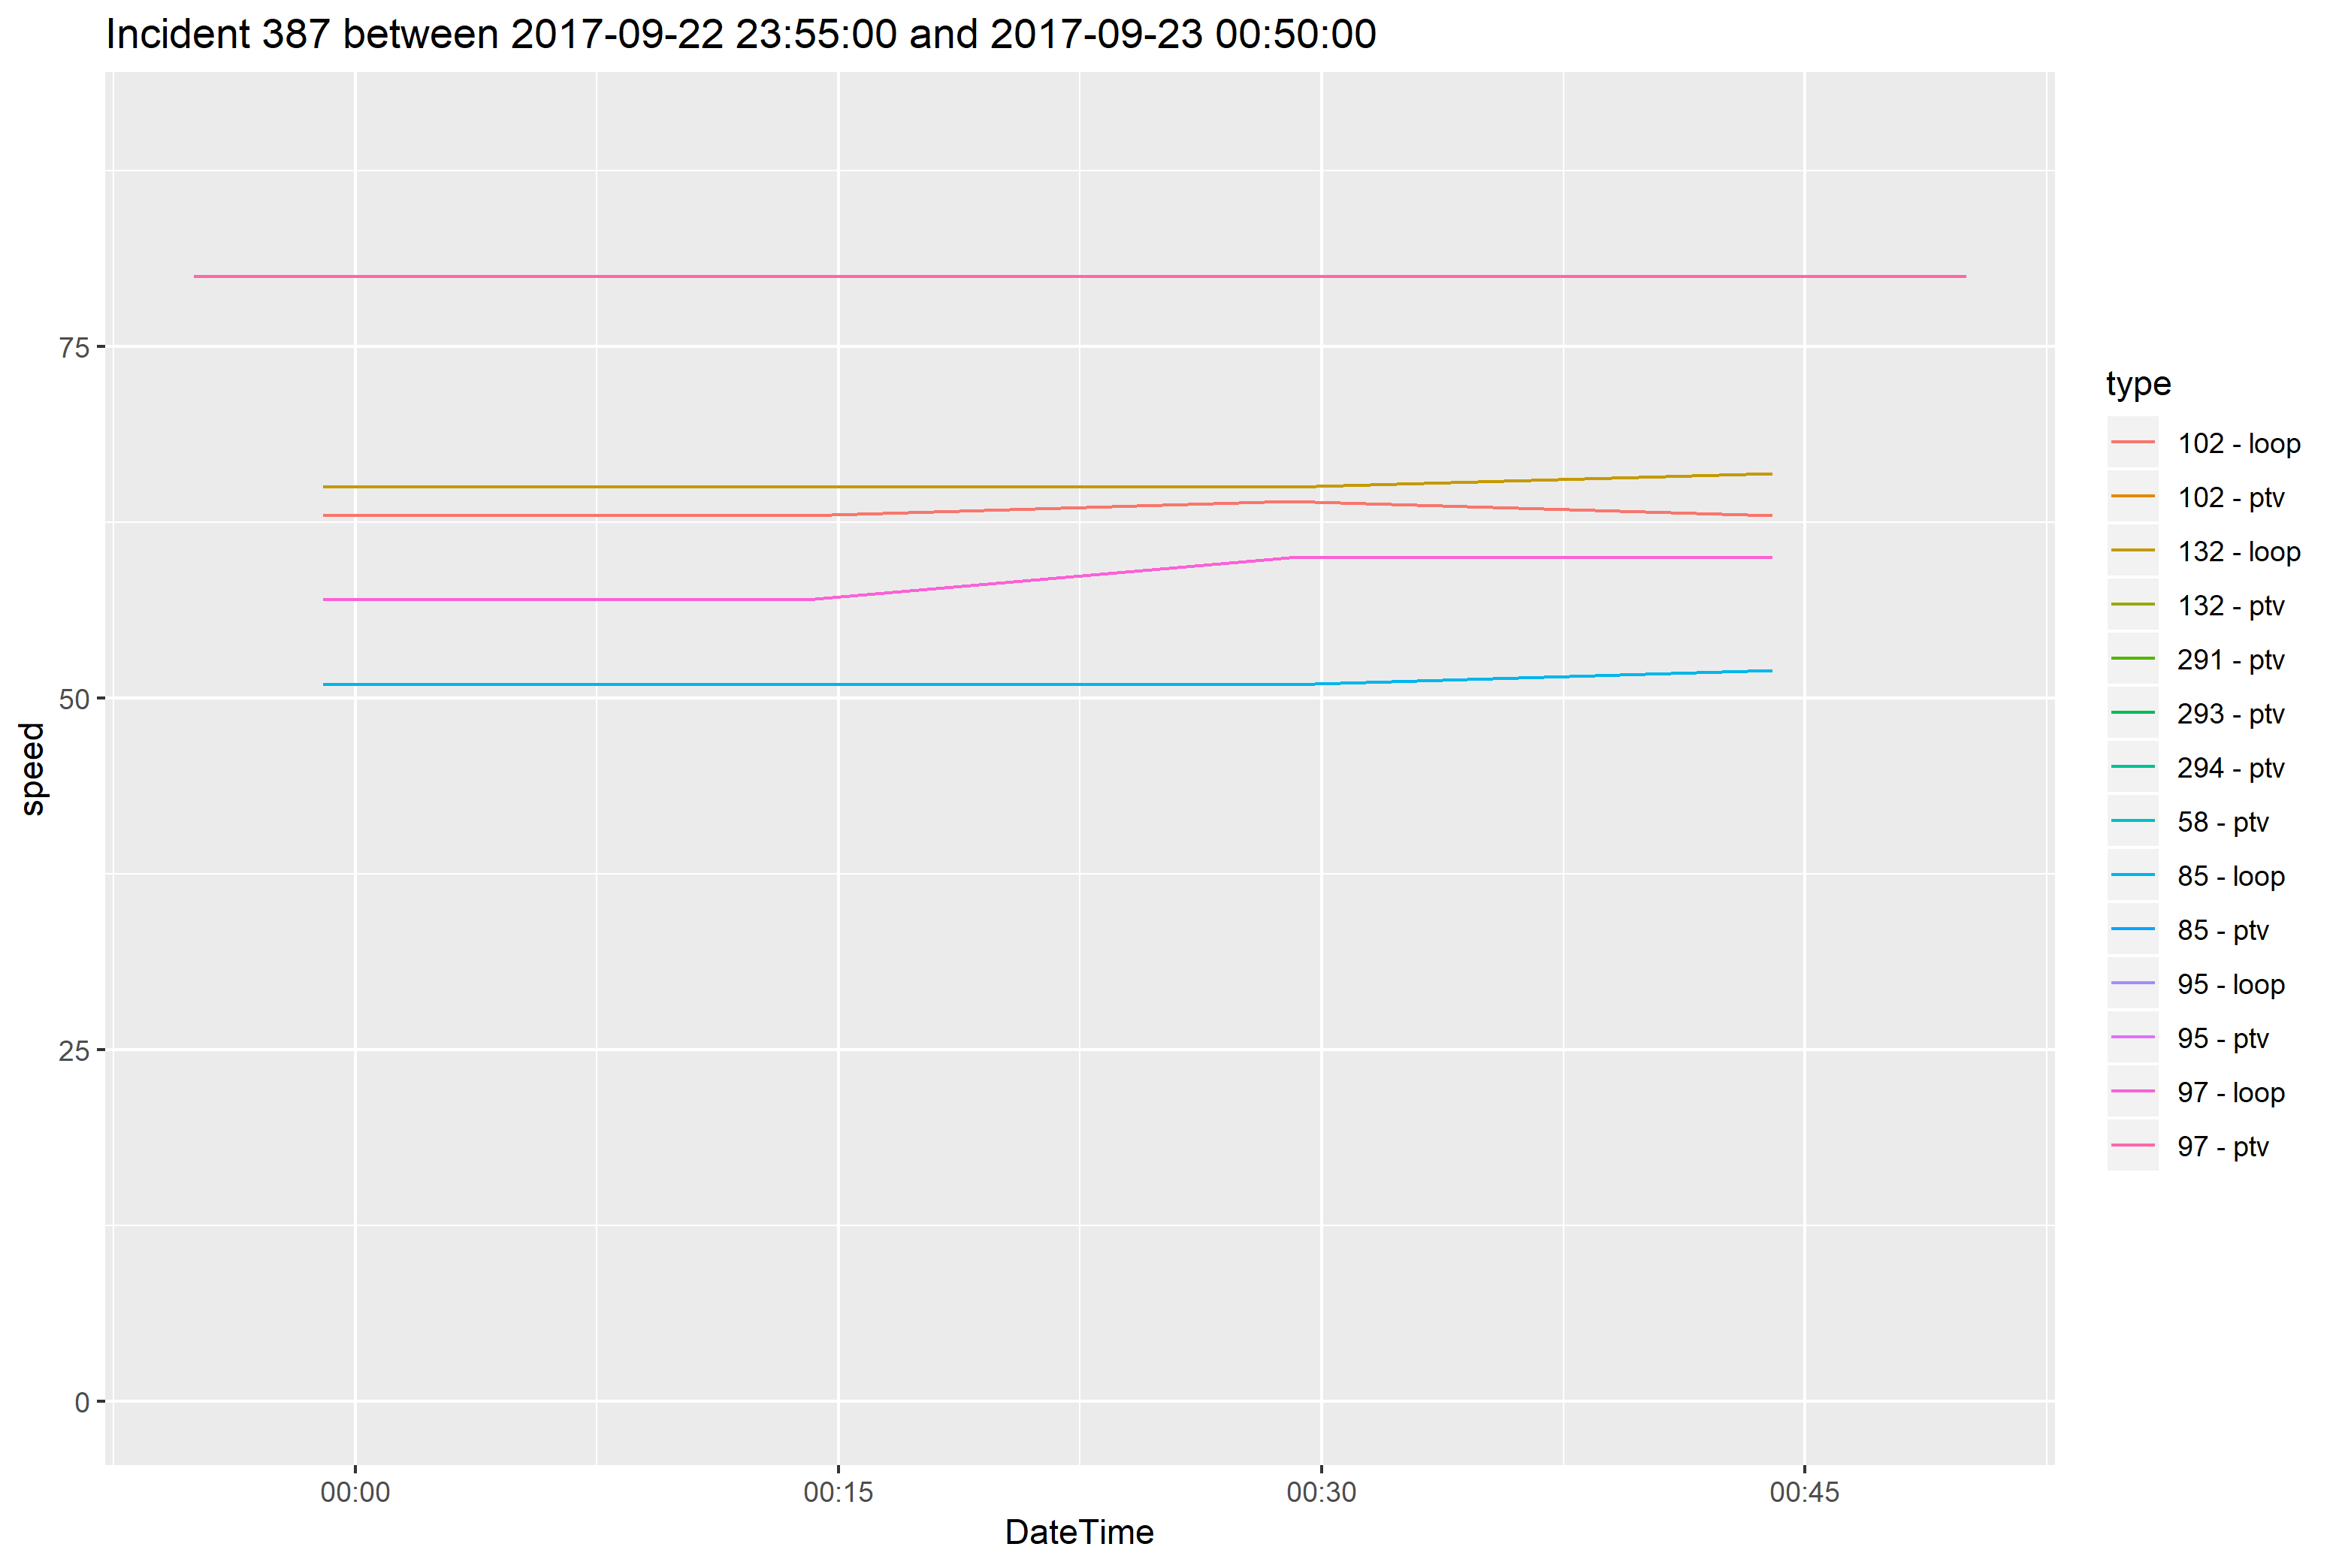 Incident 387 between 2017-09-22 23:55:00 and 2017-09-23 00:50:00
75
50
25
0
speed
00:00
00:15
00:30
00:45
DateTime
type
102 - loop
102 - ptv
132 - loop
132 - ptv
291 - ptv
293 - ptv
294 - ptv
58 - ptv
85 - loop
85 - ptv
95 - loop
95 - ptv
97 - loop
97 - ptv